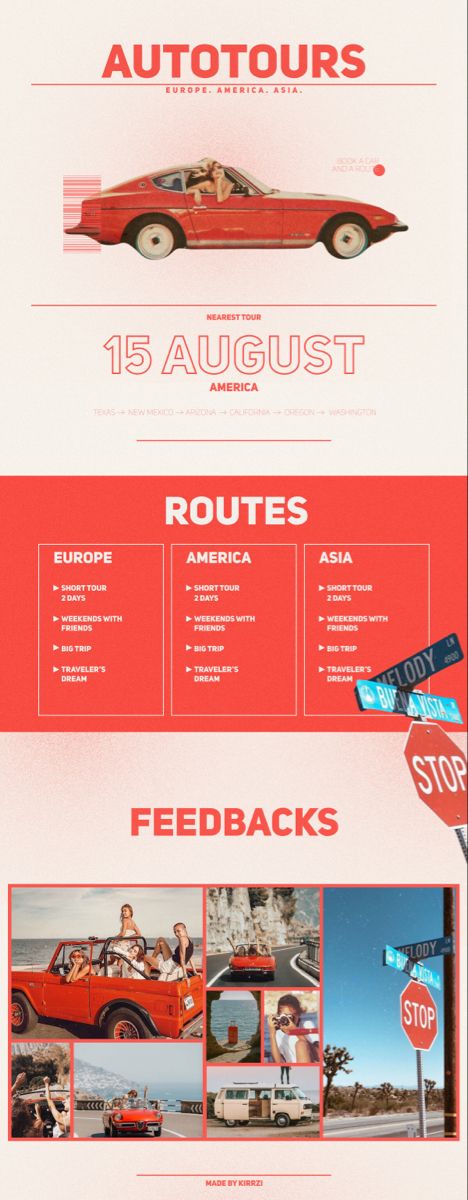 AUTOTOURS
EUROPE. AMERICA. ASIA.
BOOK A CAR
AND A ROUTE
NEAREST TOUR
15 AUGUST
AMERICA
TEXAS → NEW MEXICO → ARIZONA → CALIFORNIA → OREGON → WASHINGTON
ROUTES
EUROPE
▶ SHORT TOUR
2 DAYS
▶ WEEKENDS WITH
FRIENDS
▶ BIG TRIP
▶ TRAVELER'S
DREAM
AMERICA
▶ SHORT TOUR
2 DAYS
▶ WEEKENDS WITH
FRIENDS
▶ BIG TRIP
▶ TRAVELER'S
DREAM
ASIA
▶ SHORT TOUR
2 DAYS
▶ WEEKENDS WITH
FRIENDS
▶ BIG TRIP
▶ TRAVELER'S
DREAM
MELODY LN
4900
BUENA VISTA
STOP
FEEDBACKS
MELODY
BUENA VISTA
STOP
MADE BY KIRRZI